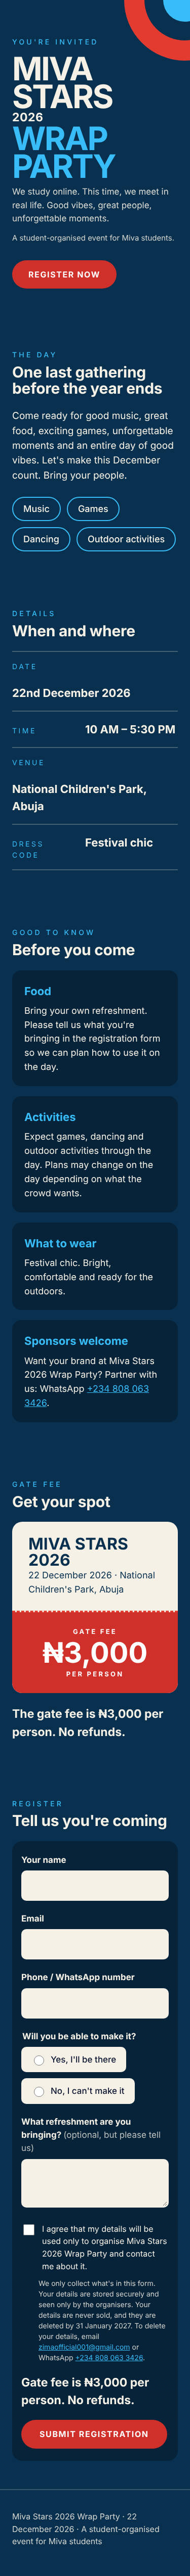 YOU'RE INVITED
MIVA
STARS
2026
WRAP
PARTY
We study online. This time, we meet in
real life. Good vibes, great people,
unforgettable moments.
A student-organised event for Miva students.
REGISTER NOW
THE DAY
One last gathering
before the year ends
Come ready for good music, great
food, exciting games, unforgettable
moments and an entire day of good
vibes. Let's make this December
count. Bring your people.
Music
Games
Dancing
Outdoor activities
DETAILS
When and where
DATE
22nd December 2026
TIME
10 AM – 5:30 PM
VENUE
National Children's Park,
Abuja
DRESS
CODE
Festival chic
GOOD TO KNOW
Before you come
Food
Bring your own refreshment.
Please tell us what you're
bringing in the registration form
so we can plan how to use it on
the day.
Activities
Expect games, dancing and
outdoor activities through the
day. Plans may change on the
day depending on what the
crowd wants.
What to wear
Festival chic. Bright,
comfortable and ready for the
outdoors.
Sponsors welcome
Want your brand at Miva Stars
2026 Wrap Party? Partner with
us: WhatsApp +234 808 063
3426.
GATE FEE
Get your spot
MIVA STARS
2026
22 December 2026 · National
Children's Park, Abuja
GATE FEE
₦3,000
PER PERSON
The gate fee is ₦3,000 per
person. No refunds.
REGISTER
Tell us you're coming
Your name
Email
Phone / WhatsApp number
Will you be able to make it?
Yes, I'll be there
No, I can't make it
What refreshment are you
bringing? (optional, but please tell
us)
I agree that my details will be
used only to organise Miva Stars
2026 Wrap Party and contact
me about it.
We only collect what's in this form.
Your details are stored securely and
seen only by the organisers. Your
details are never sold, and they are
deleted by 31 January 2027. To delete
your details, email
zimaofficial001@gmail.com or
WhatsApp +234 808 063 3426.
Gate fee is ₦3,000 per
person. No refunds.
SUBMIT REGISTRATION
Miva Stars 2026 Wrap Party · 22
December 2026 · A student-organised
event for Miva students